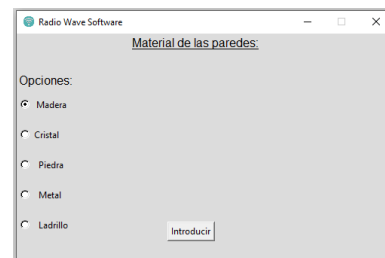 Radio Wave Software
Material de las paredes:
Opciones:
Madera
Cristal
Piedra
Metal
Ladrillo
Introducir